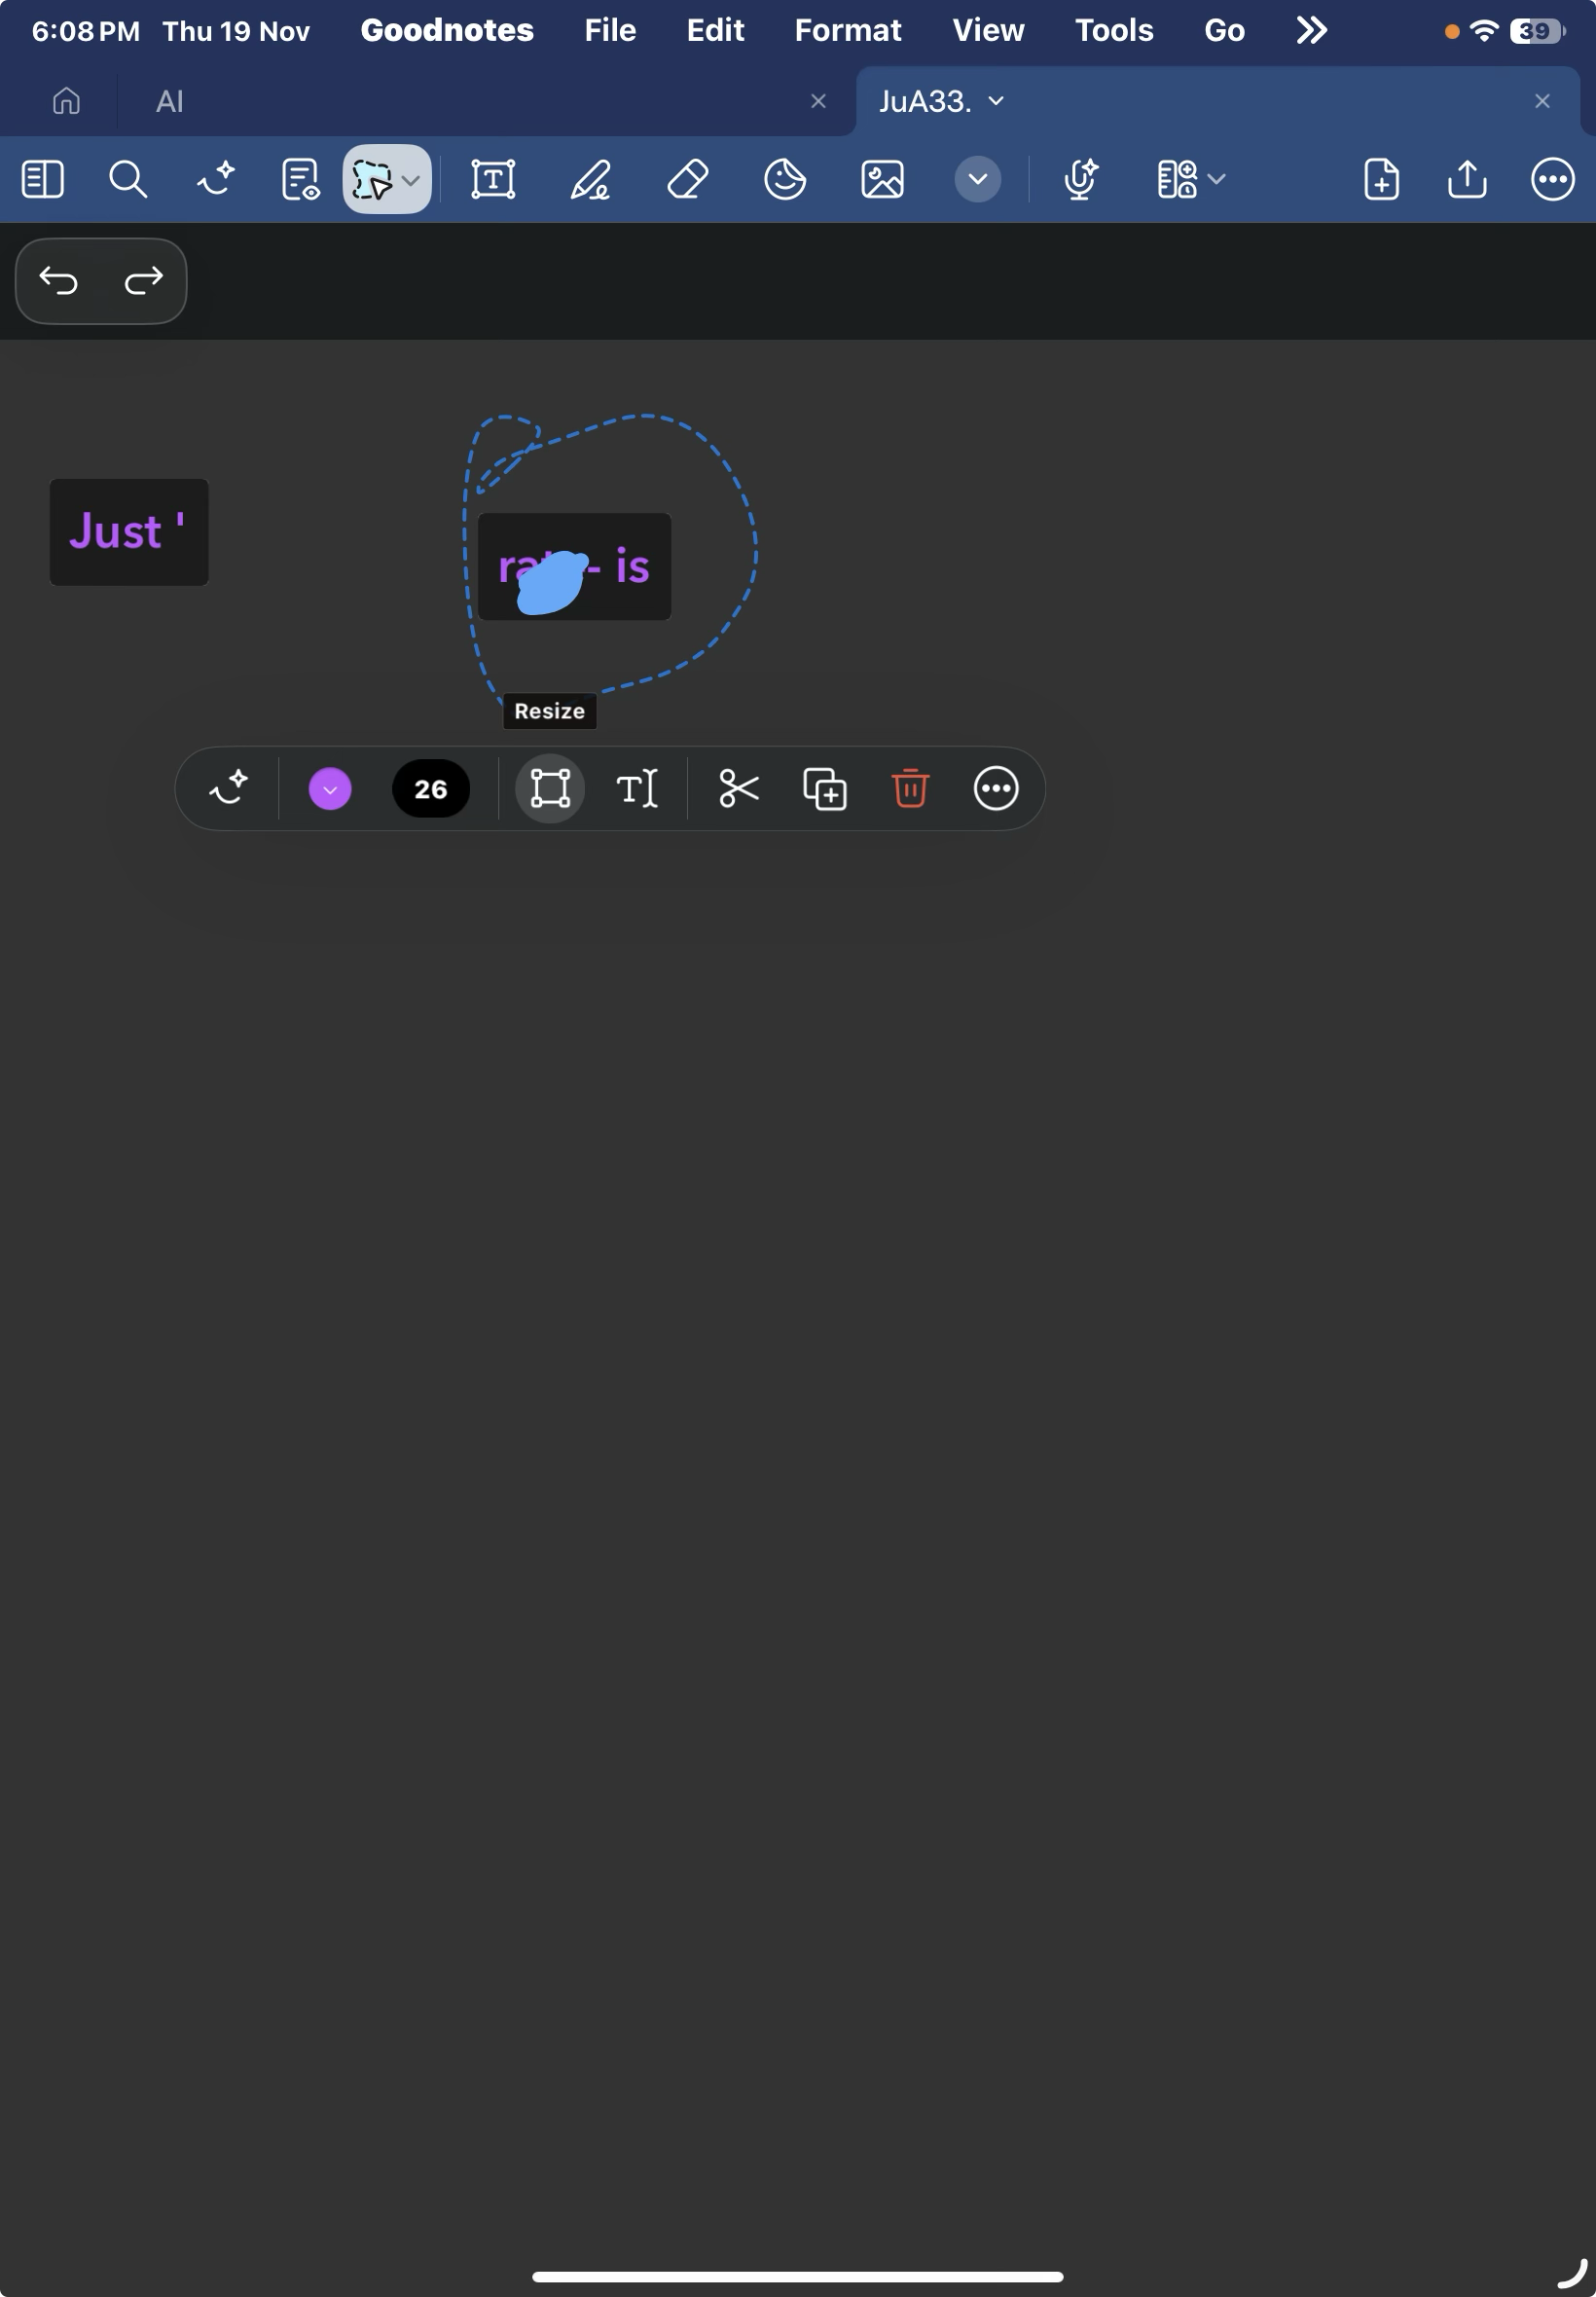 6:08 PM Thu 19 Nov Goodnotes File Edit Format View Tools Go 39
AI JuA33.
Just '
- is
Resize
26